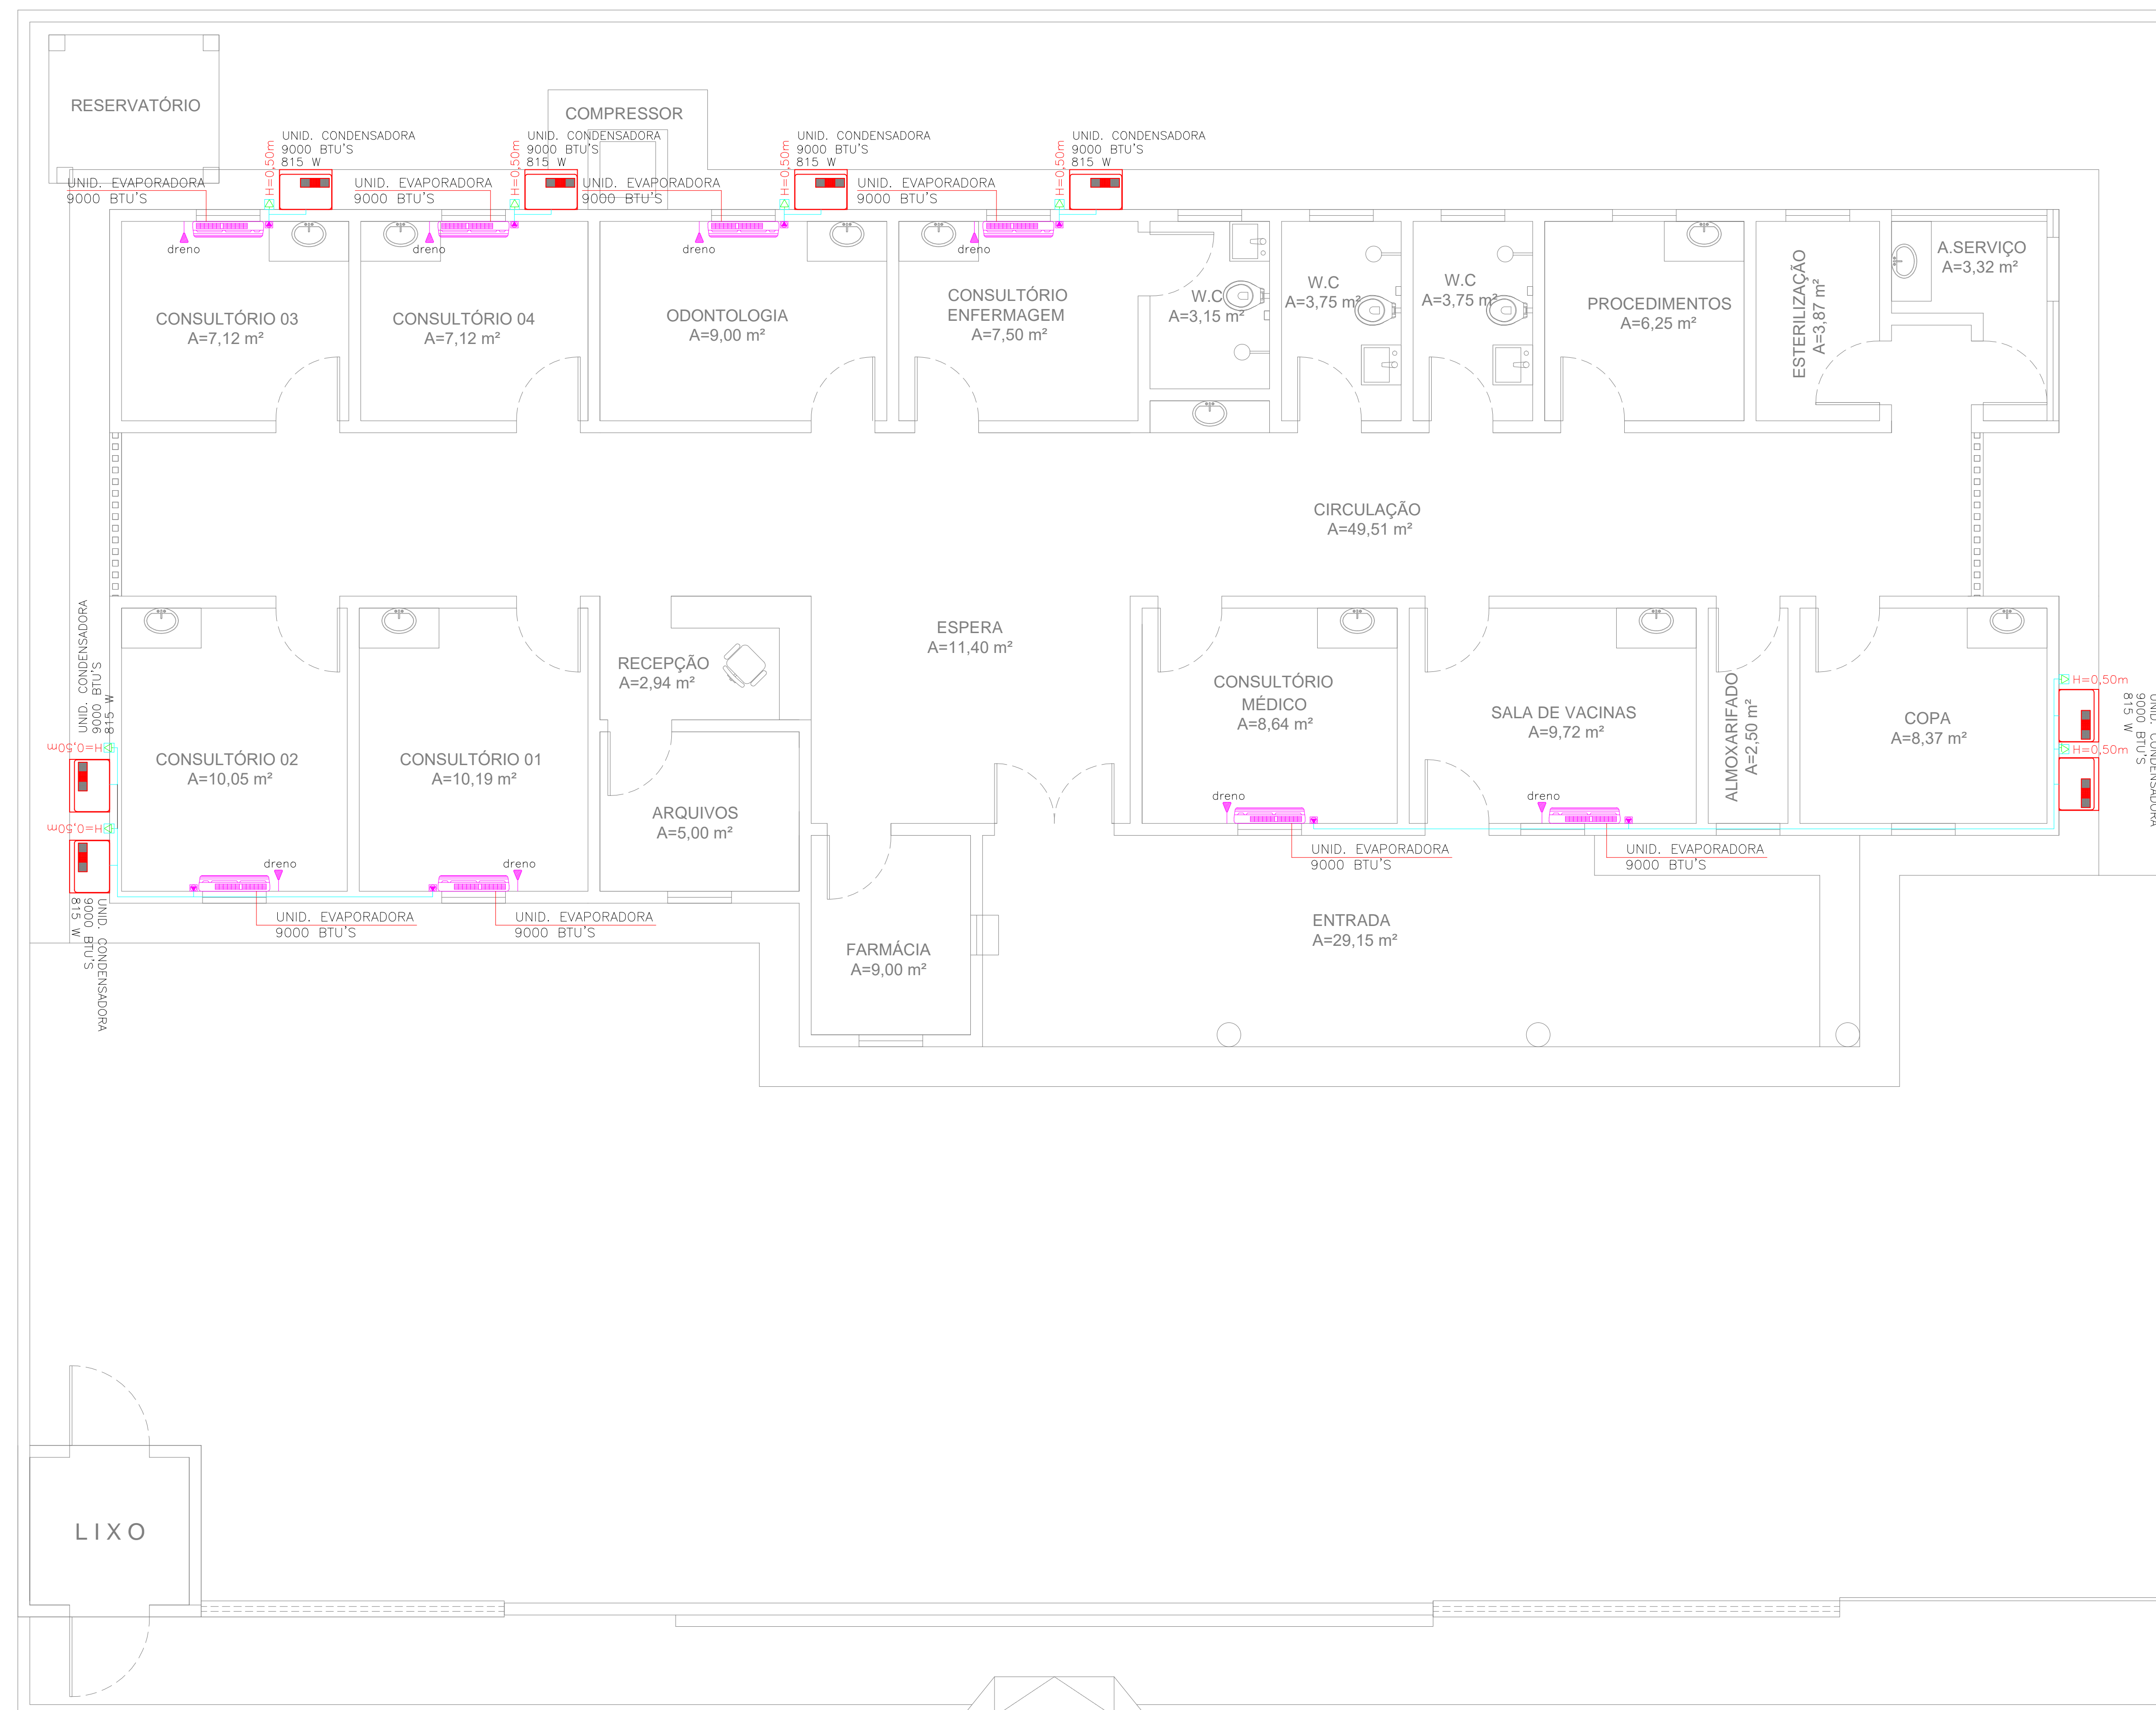 RESERVATÓRIO
COMPRESSOR
UNID. CONDENSADORA
9000 BTU'S
815 W
H=0,50m
UNID. CONDENSADORA
9000 BTU'S
815 W
H=0,50m
UNID. CONDENSADORA
9000 BTU'S
815 W
H=0,50m
UNID. CONDENSADORA
9000 BTU'S
815 W
H=0,50m
UNID. EVAPORADORA
9000 BTU'S
UNID. EVAPORADORA
9000 BTU'S
UNID. EVAPORADORA
9000 BTU'S
UNID. EVAPORADORA
9000 BTU'S
dreno
dreno
dreno
dreno
CONSULTÓRIO 03
A=7,12 m²
CONSULTÓRIO 04
A=7,12 m²
ODONTOLOGIA
A=9,00 m²
CONSULTÓRIO
ENFERMAGEM
A=7,50 m²
W.C
A=3,15 m²
W.C
A=3,75 m²
W.C
A=3,75 m²
PROCEDIMENTOS
A=6,25 m²
ESTERILIZAÇÃO
A=3,87 m²
A.SERVIÇO
A=3,32 m²
CIRCULAÇÃO
A=49,51 m²
UNID. CONDENSADORA
9000 BTU'S
815 W
H=0,50m
H=0,50m
UNID. CONDENSADORA
9000 BTU'S
815 W
CONSULTÓRIO 02
A=10,05 m²
CONSULTÓRIO 01
A=10,19 m²
RECEPÇÃO
A=2,94 m²
ARQUIVOS
A=5,00 m²
ESPERA
A=11,40 m²
CONSULTÓRIO
MÉDICO
A=8,64 m²
SALA DE VACINAS
A=9,72 m²
ALMOXARIFADO
A=2,50 m²
COPA
A=8,37 m²
H=0,50m
H=0,50m
UNID. CONDENSADORA
9000 BTU'S
815 W
dreno
dreno
dreno
dreno
UNID. EVAPORADORA
9000 BTU'S
UNID. EVAPORADORA
9000 BTU'S
UNID. EVAPORADORA
9000 BTU'S
UNID. EVAPORADORA
9000 BTU'S
FARMÁCIA
A=9,00 m²
ENTRADA
A=29,15 m²
LIXO